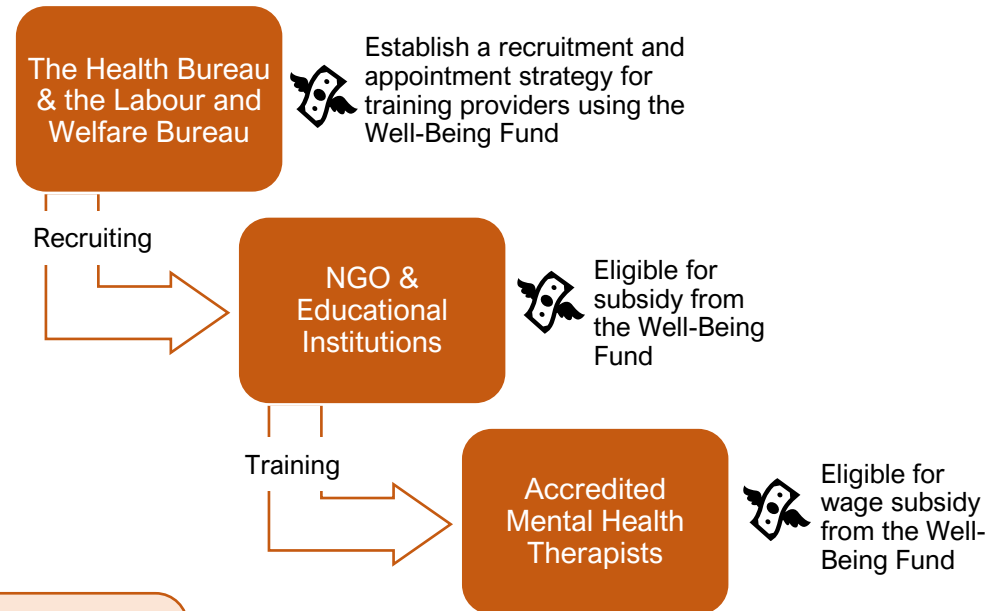 The Health Bureau
& the Labour and
Welfare Bureau
Establish a recruitment and
appointment strategy for
training providers using the
Well-Being Fund
Recruiting
NGO &
Educational
Institutions
Eligible for
subsidy from
the Well-Being
Fund
Training
Accredited
Mental Health
Therapists
Eligible for
wage subsidy
from the Well-
Being Fund